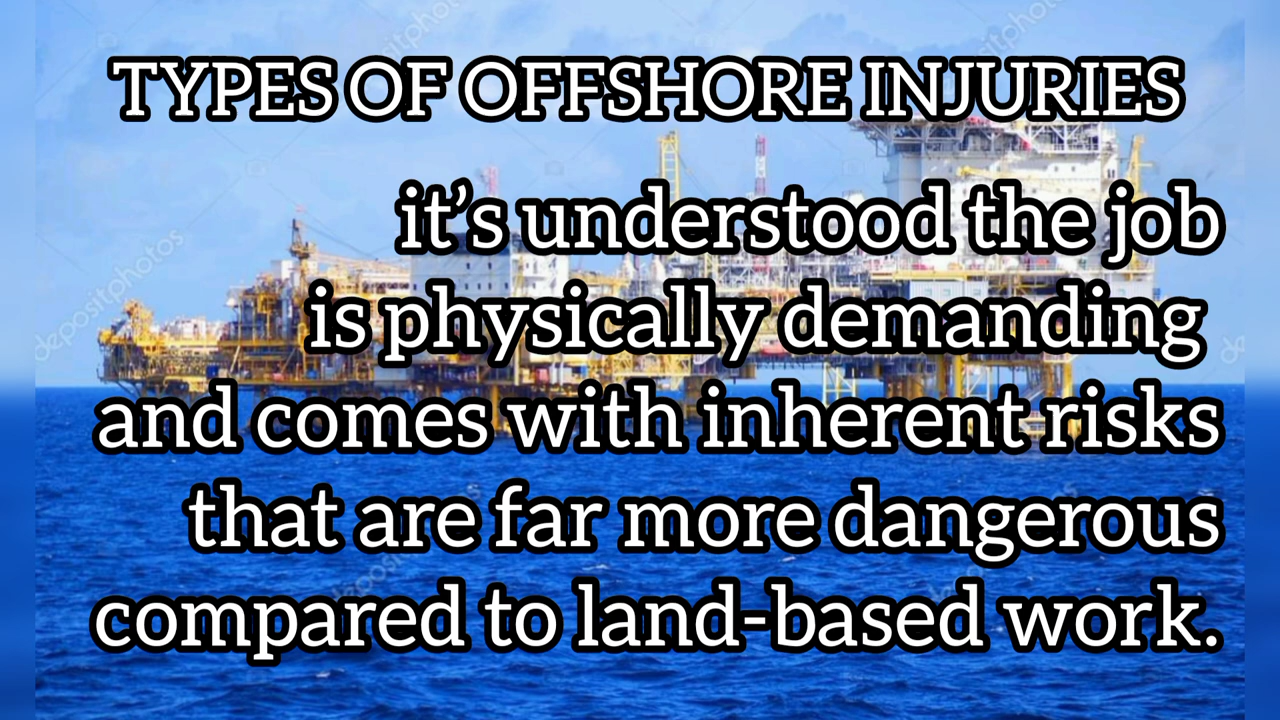 TYPES OF OFFSHORE INJURIES
it’s understood the job
is physically demanding
and comes with inherent risks
that are far more dangerous
compared to land-based work.
depositphotos